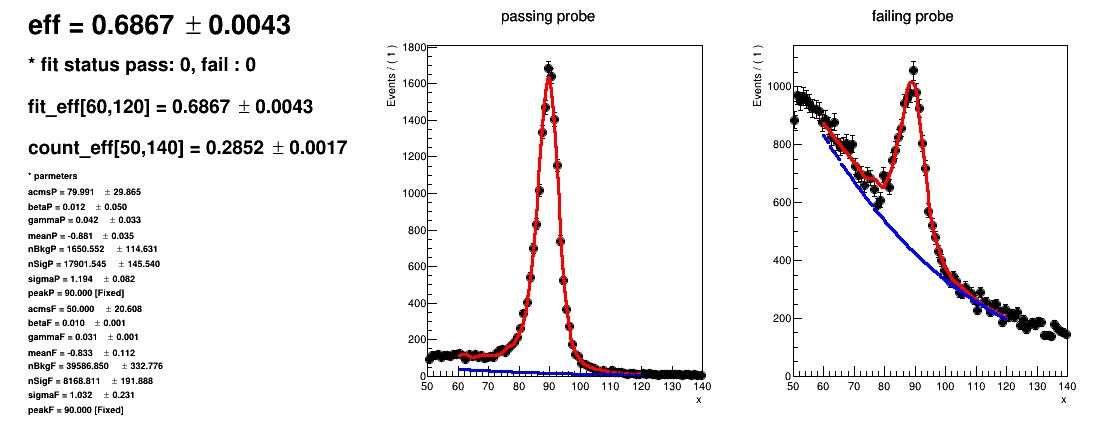 eff = 0.6867 ± 0.0043
* fit status pass: 0, fail : 0
fit_eff[60,120] = 0.6867 ± 0.0043
count_eff[50,140] = 0.2852 ± 0.0017
* parmeters
acmsP = 79.991 ± 29.865
betaP = 0.012 ± 0.050
gammaP = 0.042 ± 0.033
meanP = -0.881 ± 0.035
nBkgP = 1650.552 ± 114.631
nSigP = 17901.545 ± 145.540
sigmaP = 1.194 ± 0.082
peakP = 90.000 [Fixed]
acmsF = 50.000 ± 20.608
betaF = 0.010 ± 0.001
gammaF = 0.031 ± 0.001
meanF = -0.833 ± 0.112
nBkgF = 39586.850 ± 332.776
nSigF = 8168.811 ± 191.888
sigmaF = 1.032 ± 0.231
peakF = 90.000 [Fixed]
passing probe
Events / ( 1 )
1800
1600
1400
1200
1000
800
600
400
200
0
50 60 70 80 90 100 110 120 130 140
x
failing probe
Events / ( 1 )
1000
800
600
400
200
0
50 60 70 80 90 100 110 120 130 140
x